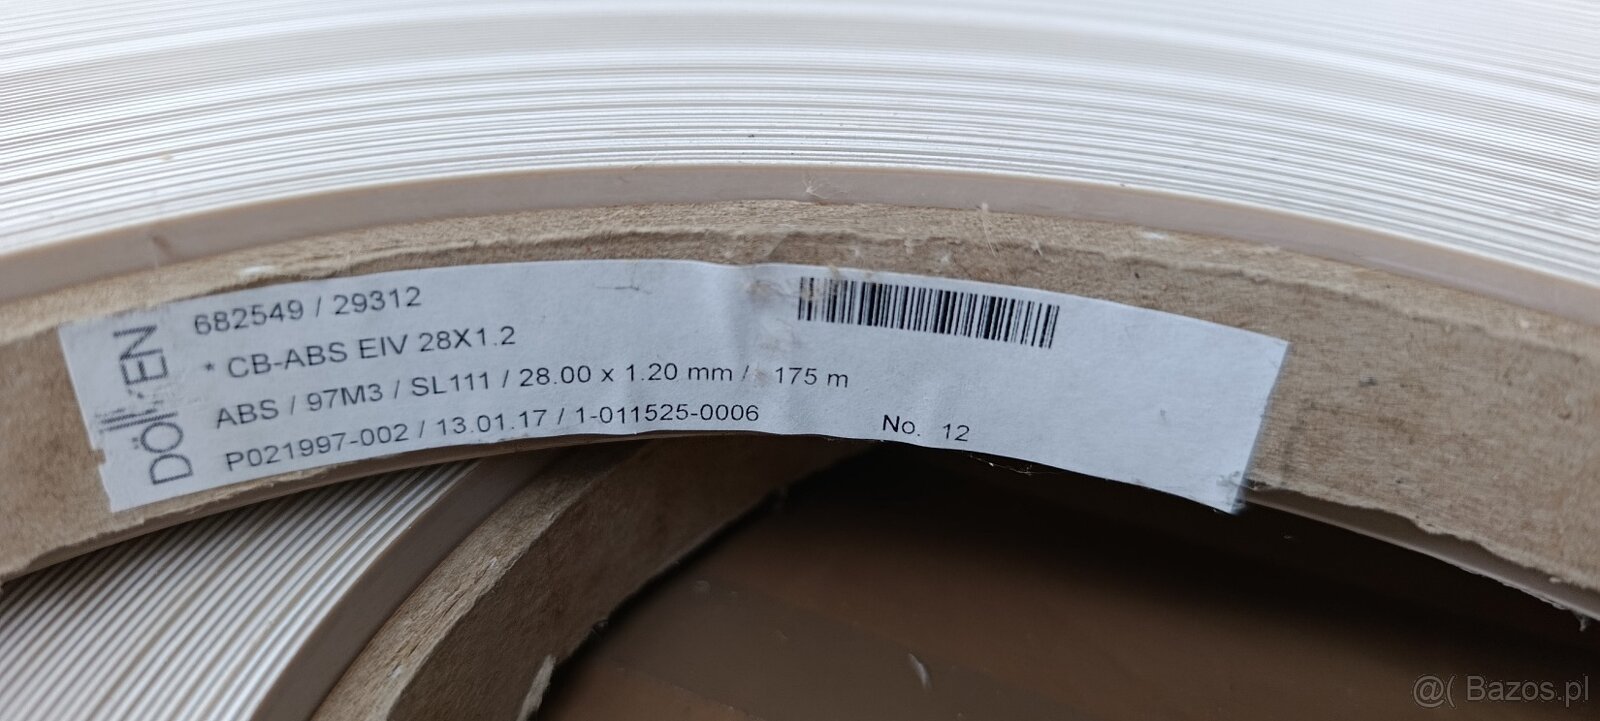 DöllKEN
682549 / 29312
* CB-ABS EIV 28X1.2
ABS / 97M3 / SL111 / 28.00 x 1.20 mm / 175 m
P021997-002 / 13.01.17 / 1-011525-0006 No. 12
@( Bazos.pl